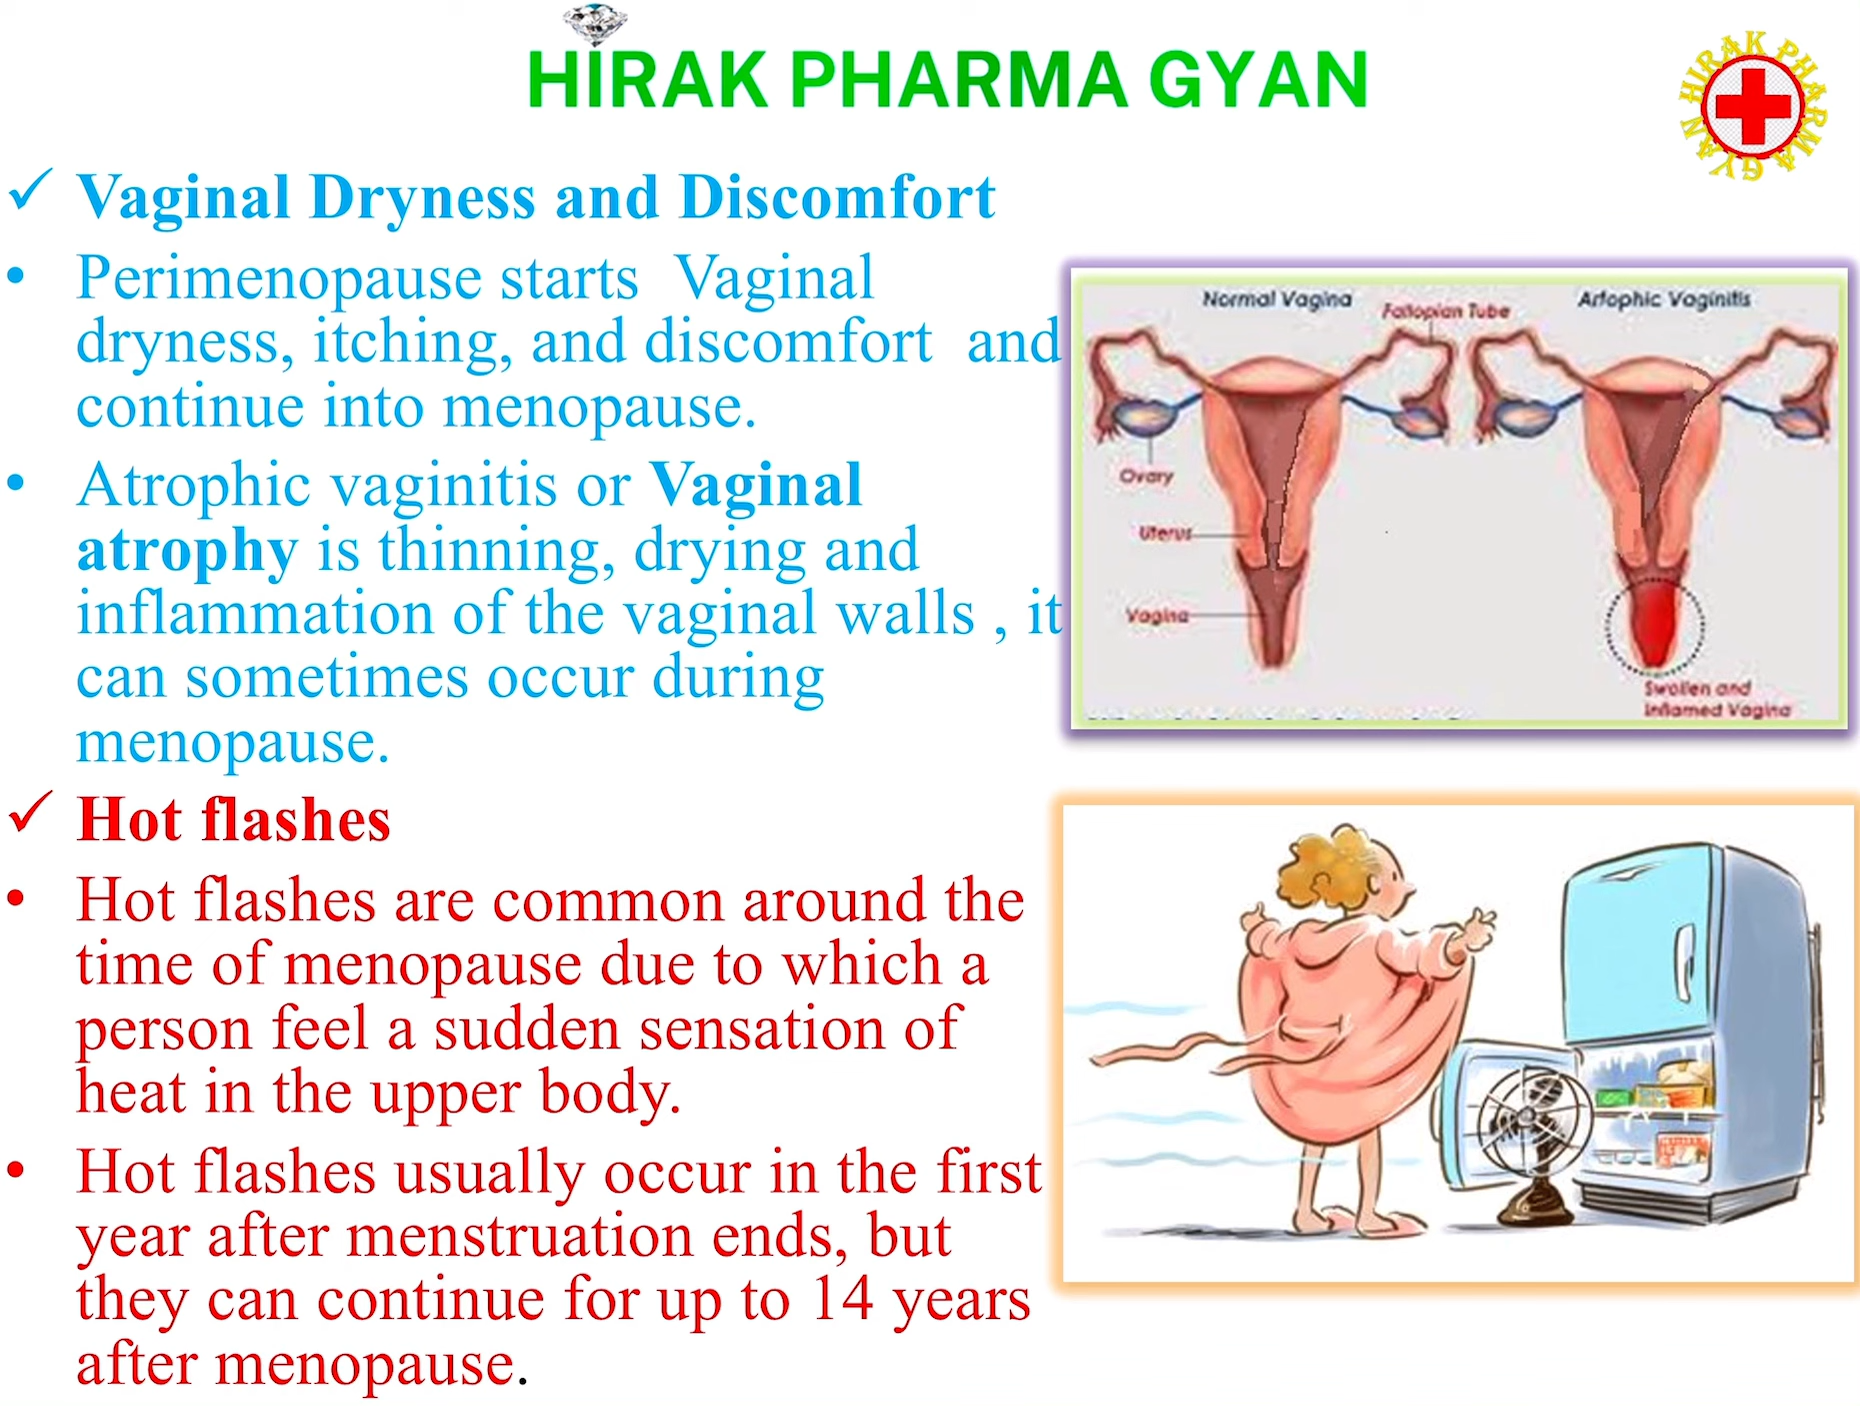 HIRAK PHARMA GYAN
HIRAK PHARMA GYAN
✓ Vaginal Dryness and Discomfort
• Perimenopause starts Vaginal
dryness, itching, and discomfort and
continue into menopause.
• Atrophic vaginitis or Vaginal
atrophy is thinning, drying and
inflammation of the vaginal walls , it
can sometimes occur during
menopause.
✓ Hot flashes
• Hot flashes are common around the
time of menopause due to which a
person feel a sudden sensation of
heat in the upper body.
• Hot flashes usually occur in the first
year after menstruation ends, but
they can continue for up to 14 years
after menopause.
Normal Vagina
Fallopian Tube
Artophic Vaginitis
Ovary
Uterus
Vagina
Swollen and
Inflamed Vagina